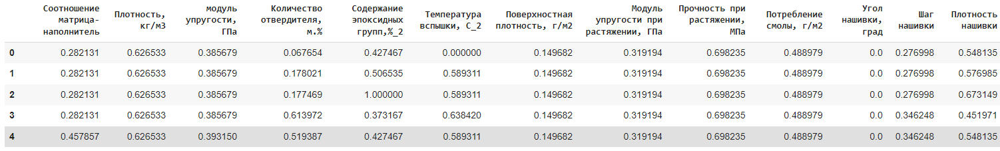 Соотношение матрица-наполнитель Плотность, кг/м3 модуль упругости, ГПа Количество отвердителя, м.% Содержание эпоксидных групп,%_2 Температура вспышки, С_2 Поверхностная плотность, г/м2 Модуль упругости при растяжении, ГПа Прочность при растяжении, МПа Потребление смолы, г/м2 Угол нашивки, град Шаг нашивки Плотность нашивки
0 0.282131 0.626533 0.385679 0.067654 0.427467 0.000000 0.149682 0.319194 0.698235 0.488979 0.0 0.276998 0.548135
1 0.282131 0.626533 0.385679 0.178021 0.506535 0.589311 0.149682 0.319194 0.698235 0.488979 0.0 0.276998 0.576985
2 0.282131 0.626533 0.385679 0.177469 1.000000 0.589311 0.149682 0.319194 0.698235 0.488979 0.0 0.276998 0.673149
3 0.282131 0.626533 0.385679 0.613972 0.373167 0.638420 0.149682 0.319194 0.698235 0.488979 0.0 0.346248 0.451971
4 0.457857 0.626533 0.393150 0.519387 0.427467 0.589311 0.149682 0.319194 0.698235 0.488979 0.0 0.346248 0.548135